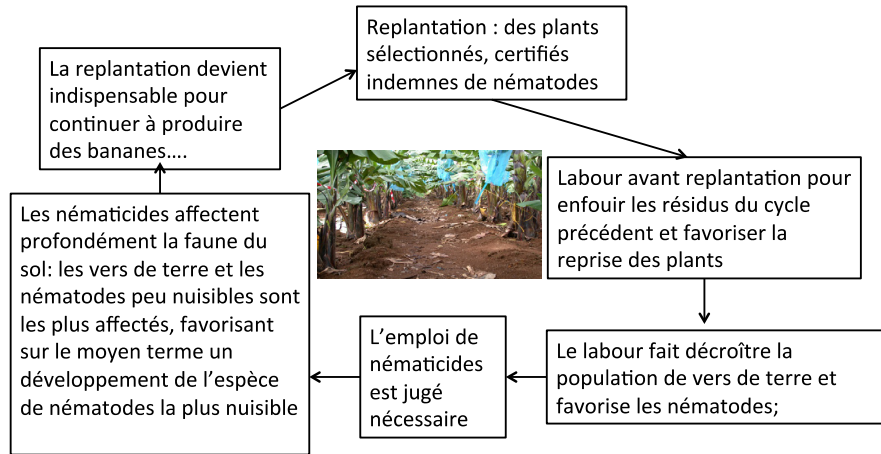 Replantation : des plants
sélectionnés, certifiés
indemnes de nématodes
Labour avant replantation pour
enfouir les résidus du cycle
précédent et favoriser la
reprise des plants
Le labour fait décroître la
population de vers de terre et
favorise les nématodes;
L’emploi de
nématicides
est jugé
nécessaire
Les nématicides affectent
profondément la faune du
sol: les vers de terre et les
nématodes peu nuisibles sont
les plus affectés, favorisant
sur le moyen terme un
développement de l’espèce
de nématodes la plus nuisible
La replantation devient
indispensable pour
continuer à produire
des bananes....